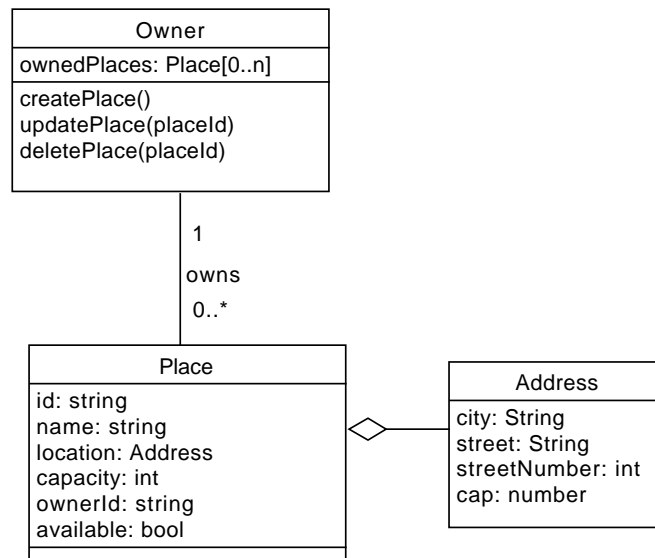 Owner
ownedPlaces: Place[0..n]
createPlace()
updatePlace(placeId)
deletePlace(placeId)
1
owns
0..*
Place
id: string
name: string
location: Address
capacity: int
ownerId: string
available: bool
Address
city: String
street: String
streetNumber: int
cap: number